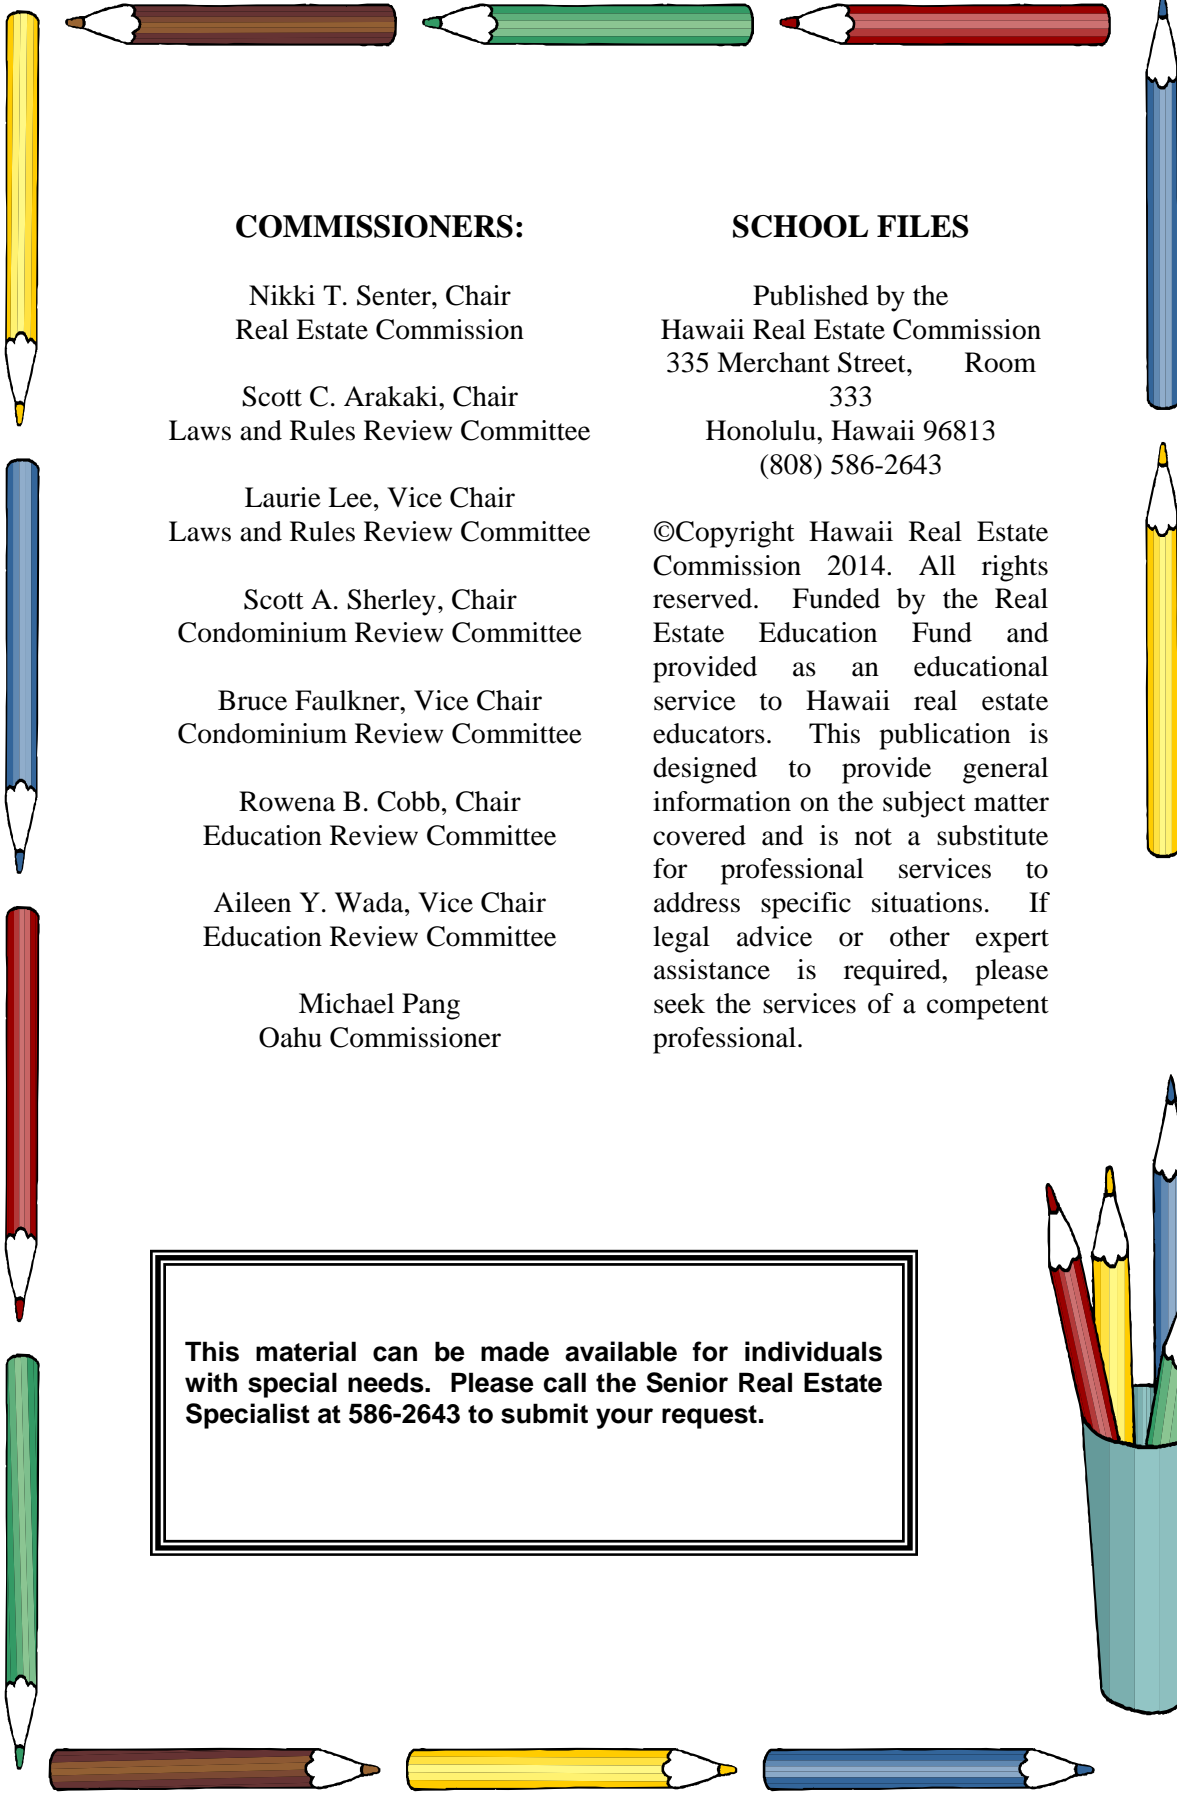 COMMISSIONERS:
Nikki T. Senter, Chair
Real Estate Commission
Scott C. Arakaki, Chair
Laws and Rules Review Committee
Laurie Lee, Vice Chair
Laws and Rules Review Committee
Scott A. Sherley, Chair
Condominium Review Committee
Bruce Faulkner, Vice Chair
Condominium Review Committee
Rowena B. Cobb, Chair
Education Review Committee
Aileen Y. Wada, Vice Chair
Education Review Committee
Michael Pang
Oahu Commissioner
SCHOOL FILES
Published by the
Hawaii Real Estate Commission
335 Merchant Street, Room
333
Honolulu, Hawaii 96813
(808) 586-2643
©Copyright Hawaii Real Estate
Commission 2014. All rights
reserved. Funded by the Real
Estate Education Fund and
provided as an educational
service to Hawaii real estate
educators. This publication is
designed to provide general
information on the subject matter
covered and is not a substitute
for professional services to
address specific situations. If
legal advice or other expert
assistance is required, please
seek the services of a competent
professional.
This material can be made available for individuals
with special needs. Please call the Senior Real Estate
Specialist at 586-2643 to submit your request.